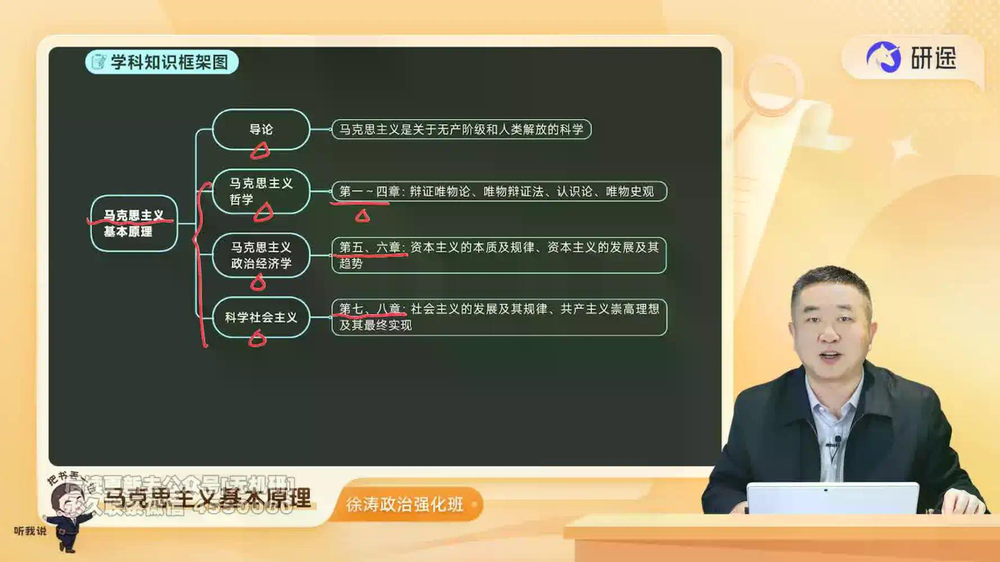 学科知识框架图
研途
导论
马克思主义是关于无产阶级和人类解放的科学
马克思主义
哲学
第一~四章：辩证唯物论、唯物辩证法、认识论、唯物史观
马克思主义
基本原理
马克思主义
政治经济学
第五、六章：资本主义的本质及规律、资本主义的发展及其
趋势
科学社会主义
第七、八章：社会主义的发展及其规律、共产主义崇高理想
及其最终实现
把书丢
听我说
马克思主义基本原理
徐涛政治强化班